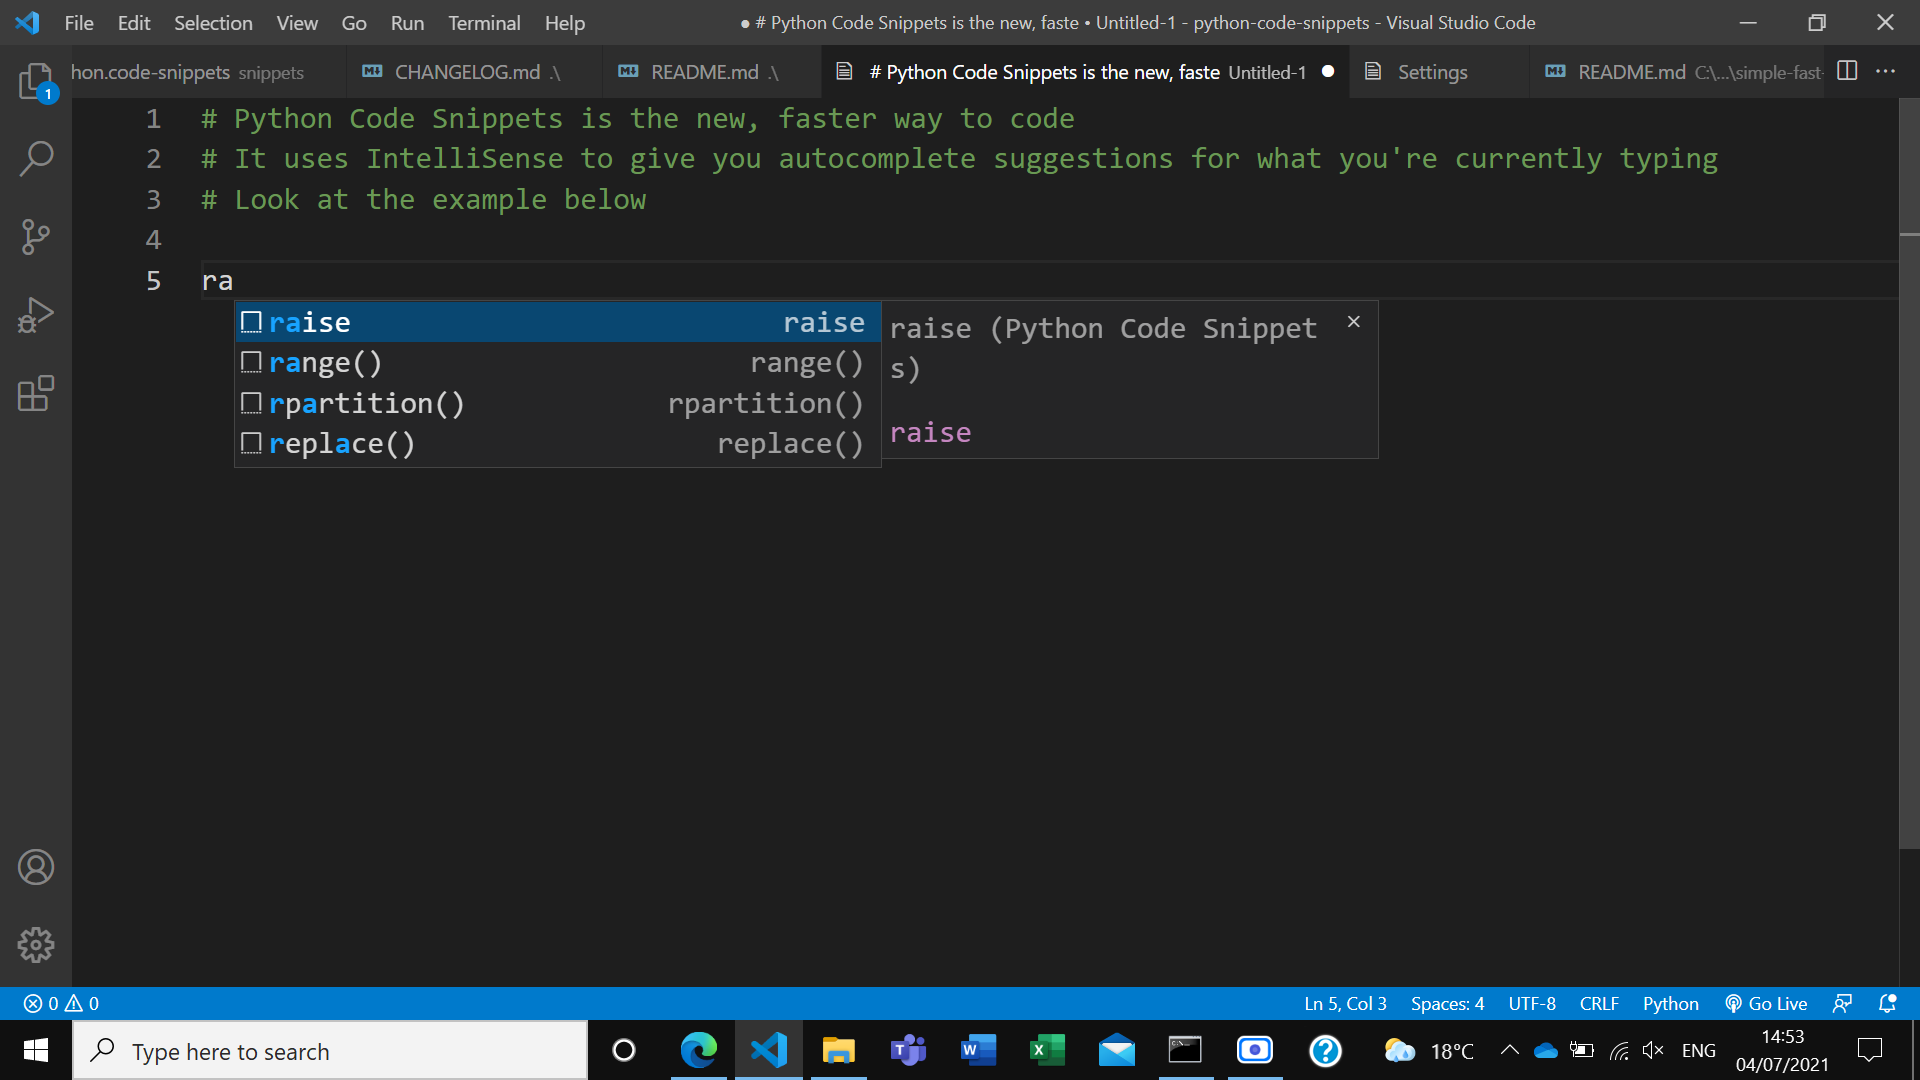 File Edit Selection View Go Run Terminal Help
● # Python Code Snippets is the new, faste • Untitled-1 - python-code-snippets - Visual Studio Code
hon.code-snippets snippets
CHANGELOG.md .\
README.md .\
# Python Code Snippets is the new, faste Untitled-1
Settings
README.md C:\...\simple-fast-
1
1 # Python Code Snippets is the new, faster way to code
2 # It uses IntelliSense to give you autocomplete suggestions for what you're currently typing
3 # Look at the example below
4
5 ra
raise raise
range() range()
rpartition() rpartition()
replace() replace()
raise (Python Code Snippet
s)
raise
0 0
Ln 5, Col 3 Spaces: 4 UTF-8 CRLF Python Go Live
Type here to search
18°C
ENG
14:53
04/07/2021